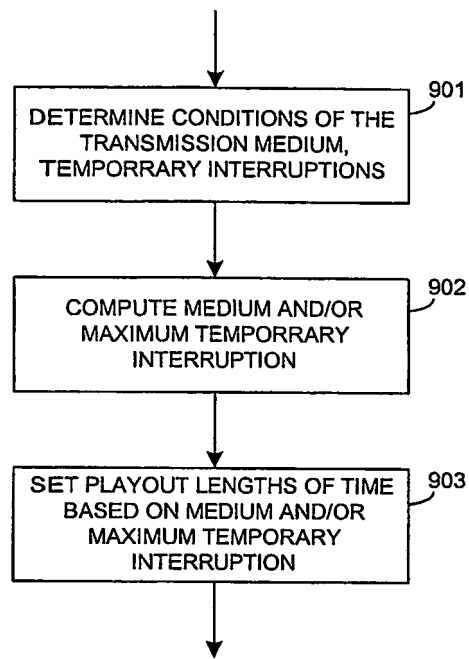 901
DETERMINE CONDITIONS OF THE
TRANSMISSION MEDIUM,
TEMPORRARY INTERRUPTIONS
902
COMPUTE MEDIUM AND/OR
MAXIMUM TEMPORRARY
INTERRUPTION
903
SET PLAYOUT LENGTHS OF TIME
BASED ON MEDIUM AND/OR
MAXIMUM TEMPORARY
INTERRUPTION